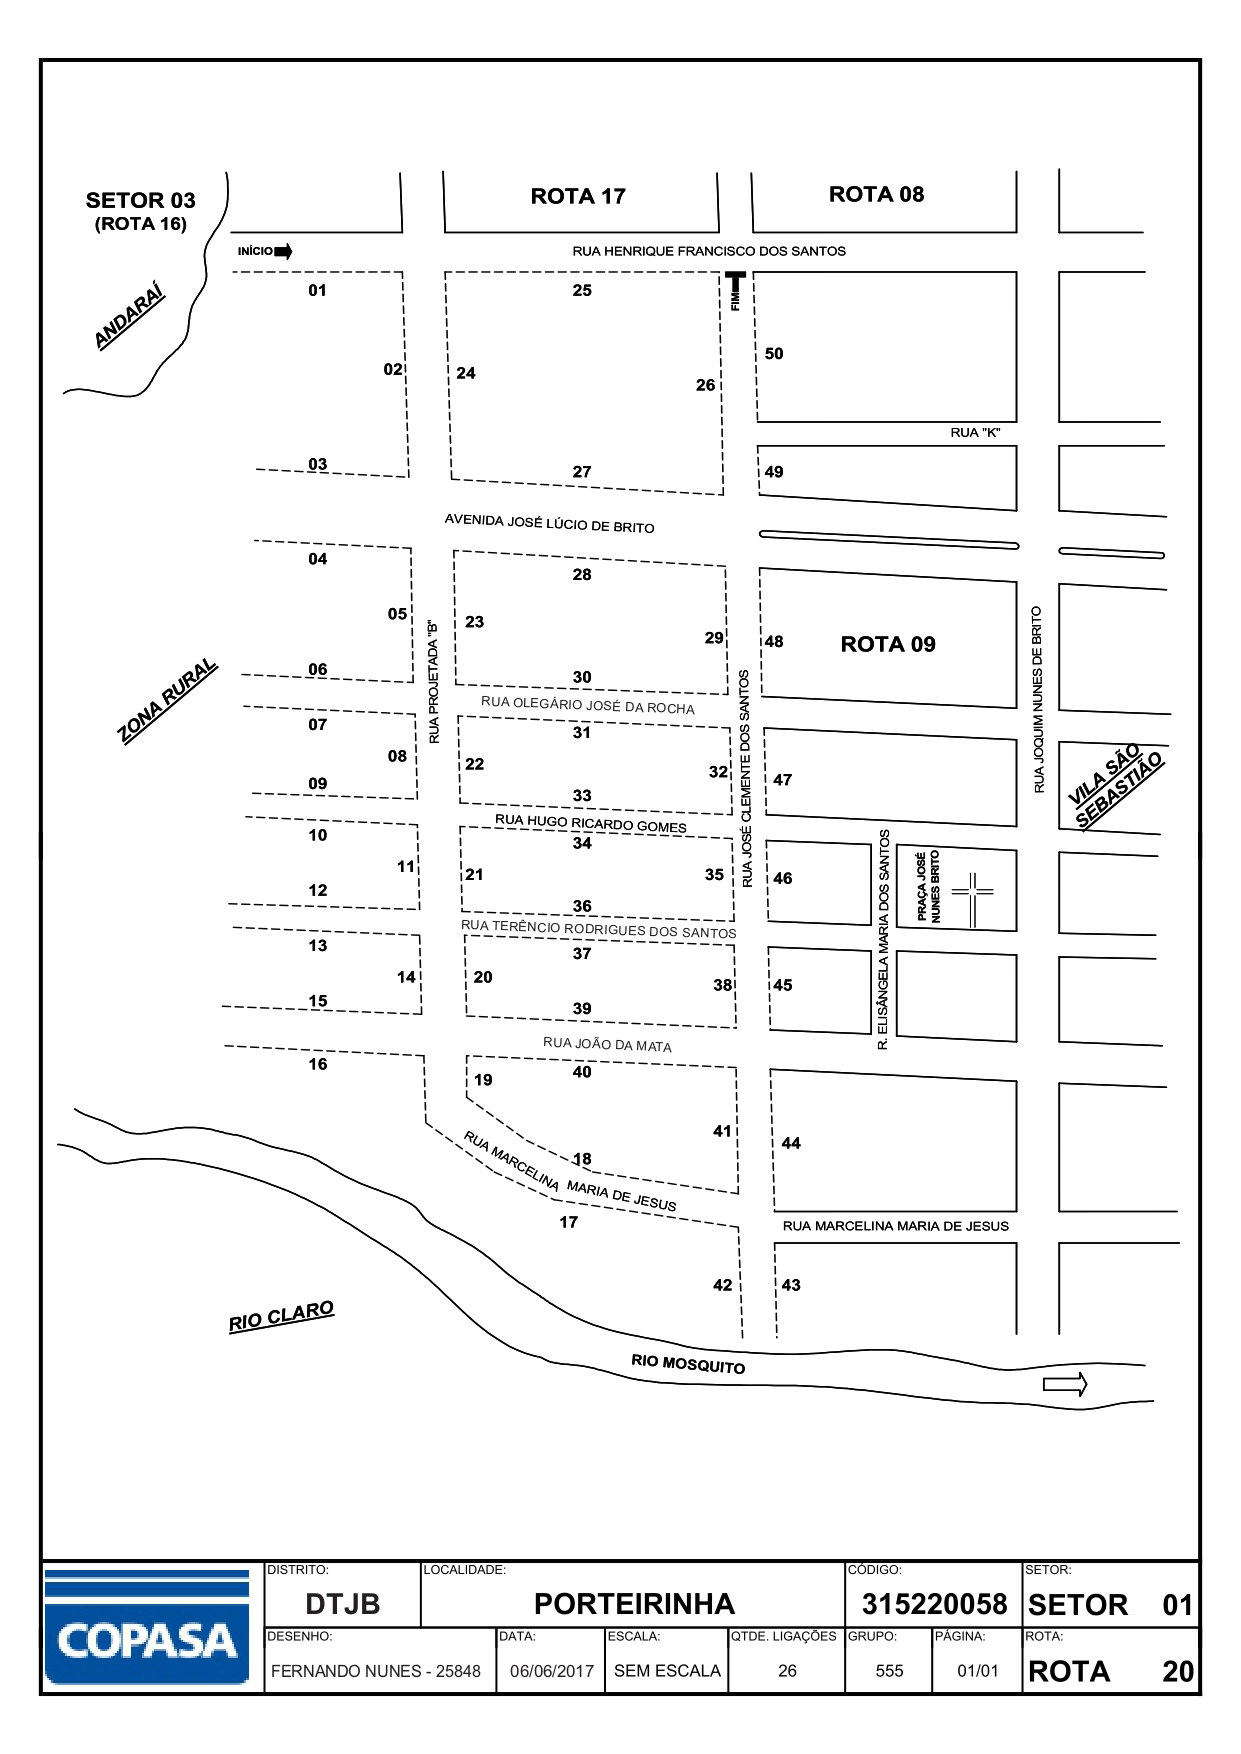 SETOR 03
(ROTA 16)
ROTA 17
ROTA 08
INÍCIO
RUA HENRIQUE FRANCISCO DOS SANTOS
01
25
FIM
ANDARAÍ
50
02
24
26
RUA "K"
03
27
49
AVENIDA JOSÉ LÚCIO DE BRITO
04
28
05
23
29
48
ROTA 09
RUA PROJETADA "B"
RUA JOSÉ CLEMENTE DOS SANTOS
RUA JOQUIM NUNES DE BRITO
ZONA RURAL
06
30
RUA OLEGÁRIO JOSÉ DA ROCHA
07
31
08
22
32
47
VILA SÃO
SEBASTIÃO
09
33
RUA HUGO RICARDO GOMES
10
34
11
21
35
46
R. ELISÂNGELA MARIA DOS SANTOS
PRAÇA JOSÉ
NUNES BRITO
12
36
RUA TERÊNCIO RODRIGUES DOS SANTOS
13
37
14
20
38
45
15
39
RUA JOÃO DA MATA
16
40
19
41
44
18
RUA MARCELINA MARIA DE JESUS
17
RUA MARCELINA MARIA DE JESUS
42
43
RIO CLARO
RIO MOSQUITO
COPASA
DISTRITO:
DTJB
LOCALIDADE:
PORTEIRINHA
CÓDIGO:
315220058
SETOR:
SETOR 01
DESENHO:
FERNANDO NUNES - 25848
DATA:
06/06/2017
ESCALA:
SEM ESCALA
QTDE. LIGAÇÕES
26
GRUPO:
555
PÁGINA:
01/01
ROTA:
ROTA 20